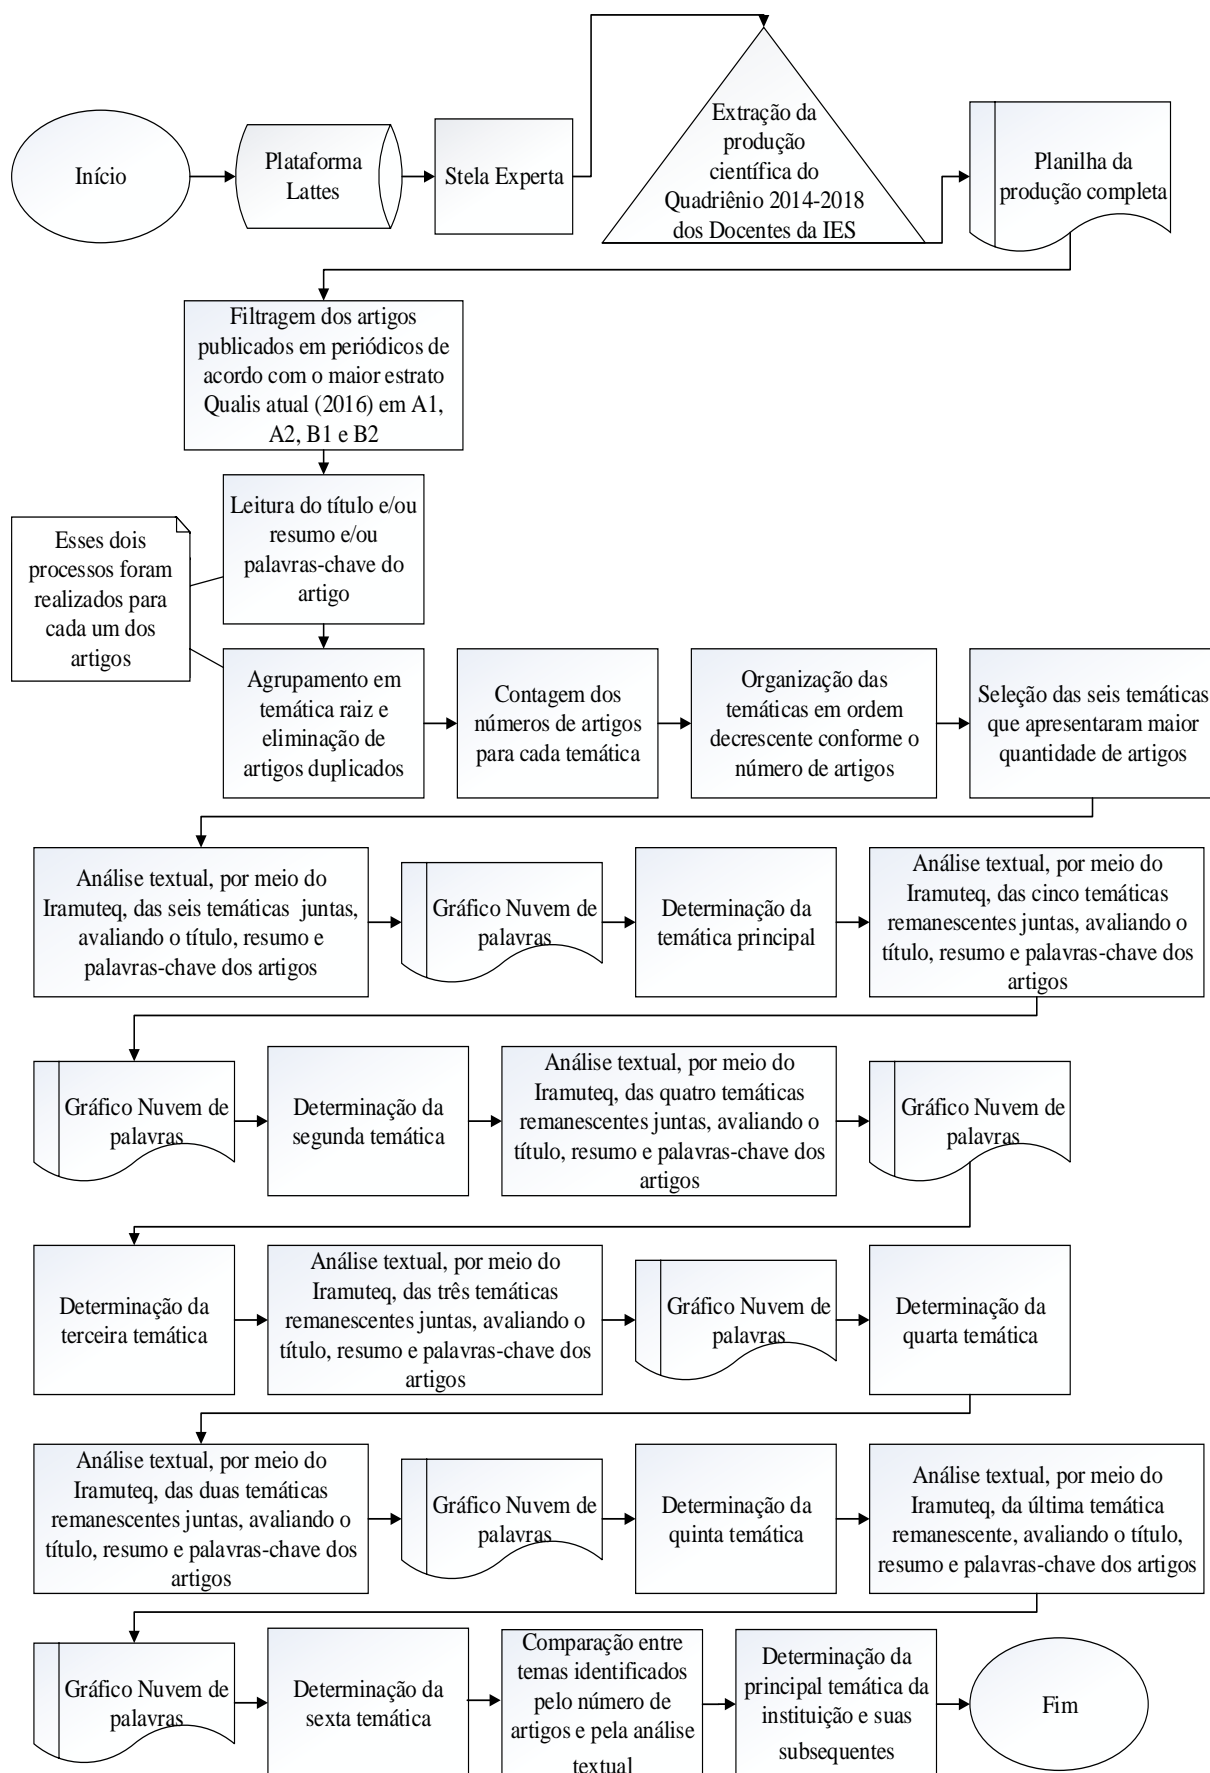 Início
Plataforma
Lattes
Stela Experta
Extração da
produção
científica do
Quadriênio 2014-2018
dos Docentes da IES
Planilha da
produção completa
Filtragem dos artigos
publicados em periódicos de
acordo com o maior estrato
Qualis atual (2016) em A1,
A2, B1 e B2
Leitura do título e/ou
resumo e/ou
palavras-chave do
artigo
Esses dois
processos foram
realizados para
cada um dos
artigos
Agrupamento em
temática raiz e
eliminação de
artigos duplicados
Contagem dos
números de artigos
para cada temática
Organização das
temáticas em ordem
decrescente conforme o
número de artigos
Seleção das seis temáticas
que apresentaram maior
quantidade de artigos
Análise textual, por meio do
Iramuteq, das seis temáticas juntas,
avaliando o título, resumo e
palavras-chave dos artigos
Gráfico Nuvem de
palavras
Determinação da
temática principal
Análise textual, por meio do
Iramuteq, das cinco temáticas
remanescentes juntas, avaliando o
título, resumo e palavras-chave dos
artigos
Gráfico Nuvem de
palavras
Determinação da
segunda temática
Análise textual, por meio do
Iramuteq, das quatro temáticas
remanescentes juntas, avaliando o
título, resumo e palavras-chave dos
artigos
Gráfico Nuvem de
palavras
Determinação da
terceira temática
Análise textual, por meio do
Iramuteq, das três temáticas
remanescentes juntas, avaliando o
título, resumo e palavras-chave dos
artigos
Gráfico Nuvem de
palavras
Determinação da
quarta temática
Análise textual, por meio do
Iramuteq, das duas temáticas
remanescentes juntas, avaliando o
título, resumo e palavras-chave dos
artigos
Gráfico Nuvem de
palavras
Determinação da
quinta temática
Análise textual, por meio do
Iramuteq, da última temática
remanescente, avaliando o título,
resumo e palavras-chave dos artigos
Gráfico Nuvem de
palavras
Determinação da
sexta temática
Comparação entre
temas identificados
pelo número de
artigos e pela análise
textual
Determinação da
principal temática da
instituição e suas
subsequentes
Fim